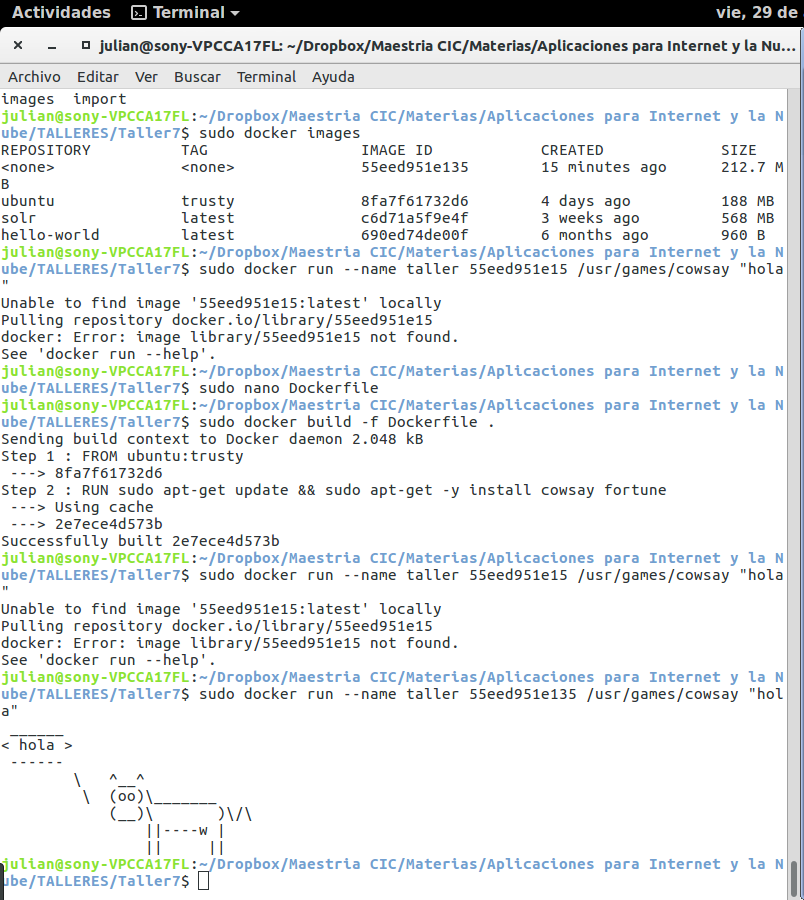 Actividades Terminal vie, 29 de
julian@sony-VPCCA17FL: ~/Dropbox/Maestria CIC/Materias/Aplicaciones para Internet y la Nu...
Archivo Editar Ver Buscar Terminal Ayuda
images  import
julian@sony-VPCCA17FL:~/Dropbox/Maestria CIC/Materias/Aplicaciones para Internet y la N
ube/TALLERES/Taller7$ sudo docker images
REPOSITORY          TAG                 IMAGE ID            CREATED             SIZE
<none>              <none>              55eed951e135        15 minutes ago      212.7 M
B
ubuntu              trusty              8fa7f61732d6        4 days ago          188 MB
solr                latest              c6d71a5f9e4f        3 weeks ago         568 MB
hello-world         latest              690ed74de00f        6 months ago        960 B
julian@sony-VPCCA17FL:~/Dropbox/Maestria CIC/Materias/Aplicaciones para Internet y la N
ube/TALLERES/Taller7$ sudo docker run --name taller 55eed951e15 /usr/games/cowsay "hola
"
Unable to find image '55eed951e15:latest' locally
Pulling repository docker.io/library/55eed951e15
docker: Error: image library/55eed951e15 not found.
See 'docker run --help'.
julian@sony-VPCCA17FL:~/Dropbox/Maestria CIC/Materias/Aplicaciones para Internet y la N
ube/TALLERES/Taller7$ sudo nano Dockerfile
julian@sony-VPCCA17FL:~/Dropbox/Maestria CIC/Materias/Aplicaciones para Internet y la N
ube/TALLERES/Taller7$ sudo docker build -f Dockerfile .
Sending build context to Docker daemon 2.048 kB
Step 1 : FROM ubuntu:trusty
 ---> 8fa7f61732d6
Step 2 : RUN sudo apt-get update && sudo apt-get -y install cowsay fortune
 ---> Using cache
 ---> 2e7ece4d573b
Successfully built 2e7ece4d573b
julian@sony-VPCCA17FL:~/Dropbox/Maestria CIC/Materias/Aplicaciones para Internet y la N
ube/TALLERES/Taller7$ sudo docker run --name taller 55eed951e15 /usr/games/cowsay "hola
"
Unable to find image '55eed951e15:latest' locally
Pulling repository docker.io/library/55eed951e15
docker: Error: image library/55eed951e15 not found.
See 'docker run --help'.
julian@sony-VPCCA17FL:~/Dropbox/Maestria CIC/Materias/Aplicaciones para Internet y la N
ube/TALLERES/Taller7$ sudo docker run --name taller 55eed951e135 /usr/games/cowsay "hol
a"
 ______
< hola >
 ------
        \   ^__^
         \  (oo)\_______
            (__)\       )\/\
                ||----w |
                ||     ||
julian@sony-VPCCA17FL:~/Dropbox/Maestria CIC/Materias/Aplicaciones para Internet y la N
ube/TALLERES/Taller7$